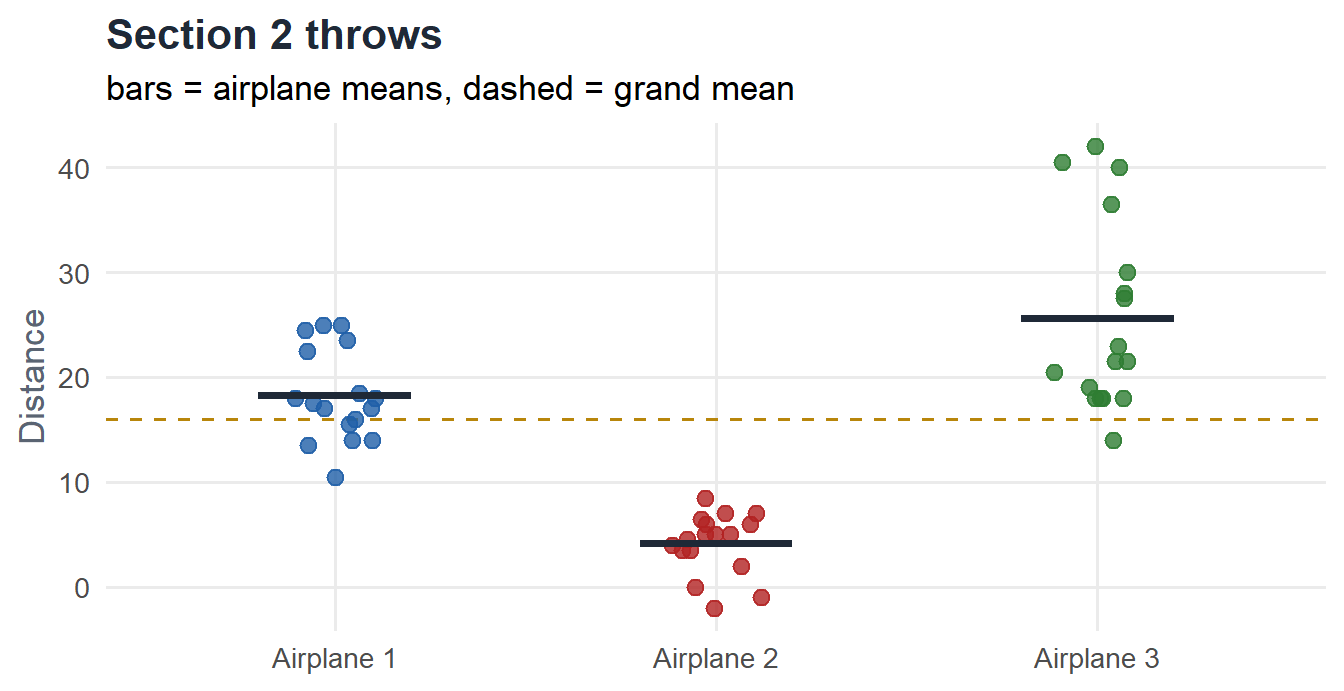 Section 2 throws
bars = airplane means, dashed = grand mean
Distance
40
30
20
10
0
Airplane 1 Airplane 2 Airplane 3